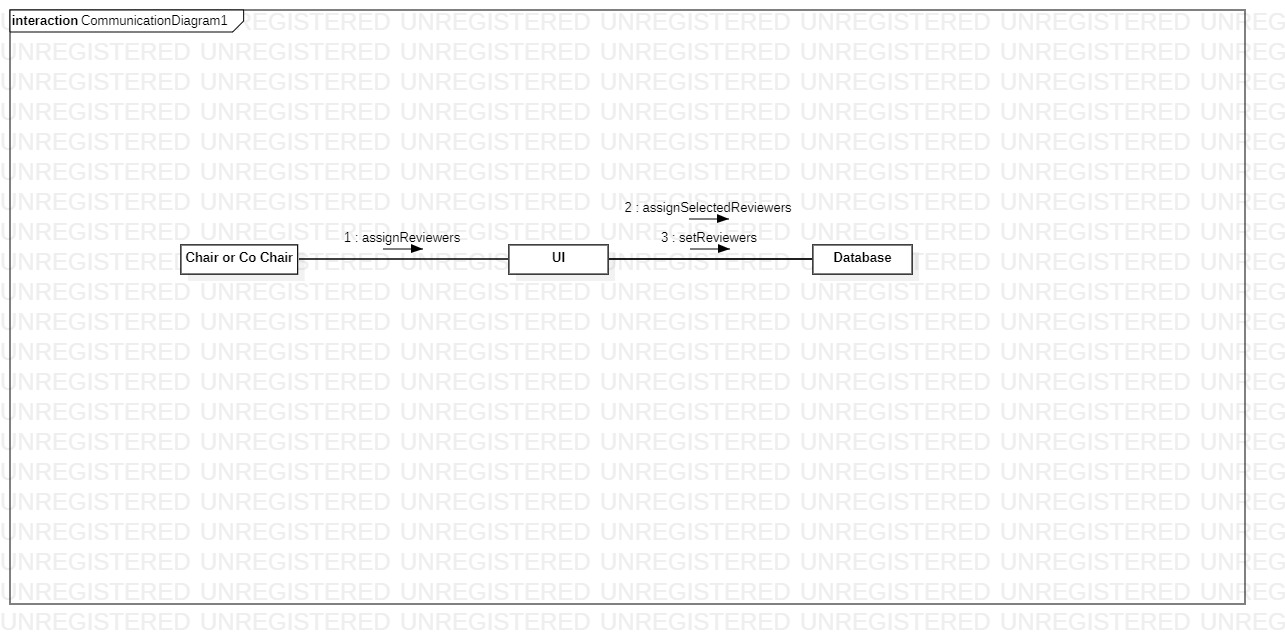 interaction CommunicationDiagram1
2 : assignSelectedReviewers
1 : assignReviewers
3 : setReviewers
Chair or Co Chair
UI
Database
UNREGISTERED UNREGISTERED UNREGISTERED UNREGISTERED UNREGISTERED UNREGISTERED UNREG